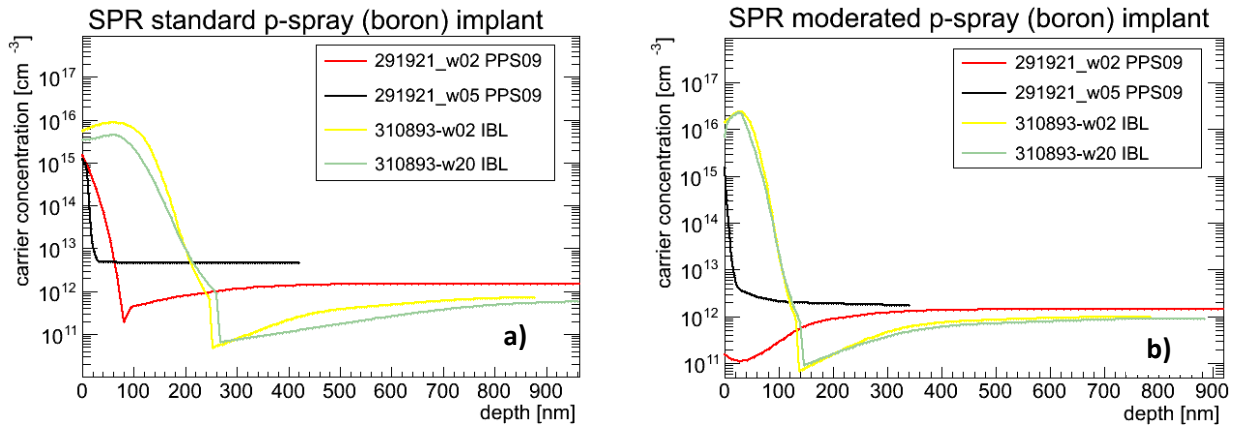 SPR standard p-spray (boron) implant
carrier concentration [cm⁻³]
10¹⁷
10¹⁶
10¹⁵
10¹⁴
10¹³
10¹²
10¹¹
291921_w02 PPS09
291921_w05 PPS09
310893-w02 IBL
310893-w20 IBL
a)
0 100 200 300 400 500 600 700 800 900
depth [nm]
SPR moderated p-spray (boron) implant
carrier concentration [cm⁻³]
10¹⁷
10¹⁶
10¹⁵
10¹⁴
10¹³
10¹²
10¹¹
291921_w02 PPS09
291921_w05 PPS09
310893-w02 IBL
310893-w20 IBL
b)
0 100 200 300 400 500 600 700 800 900
depth [nm]